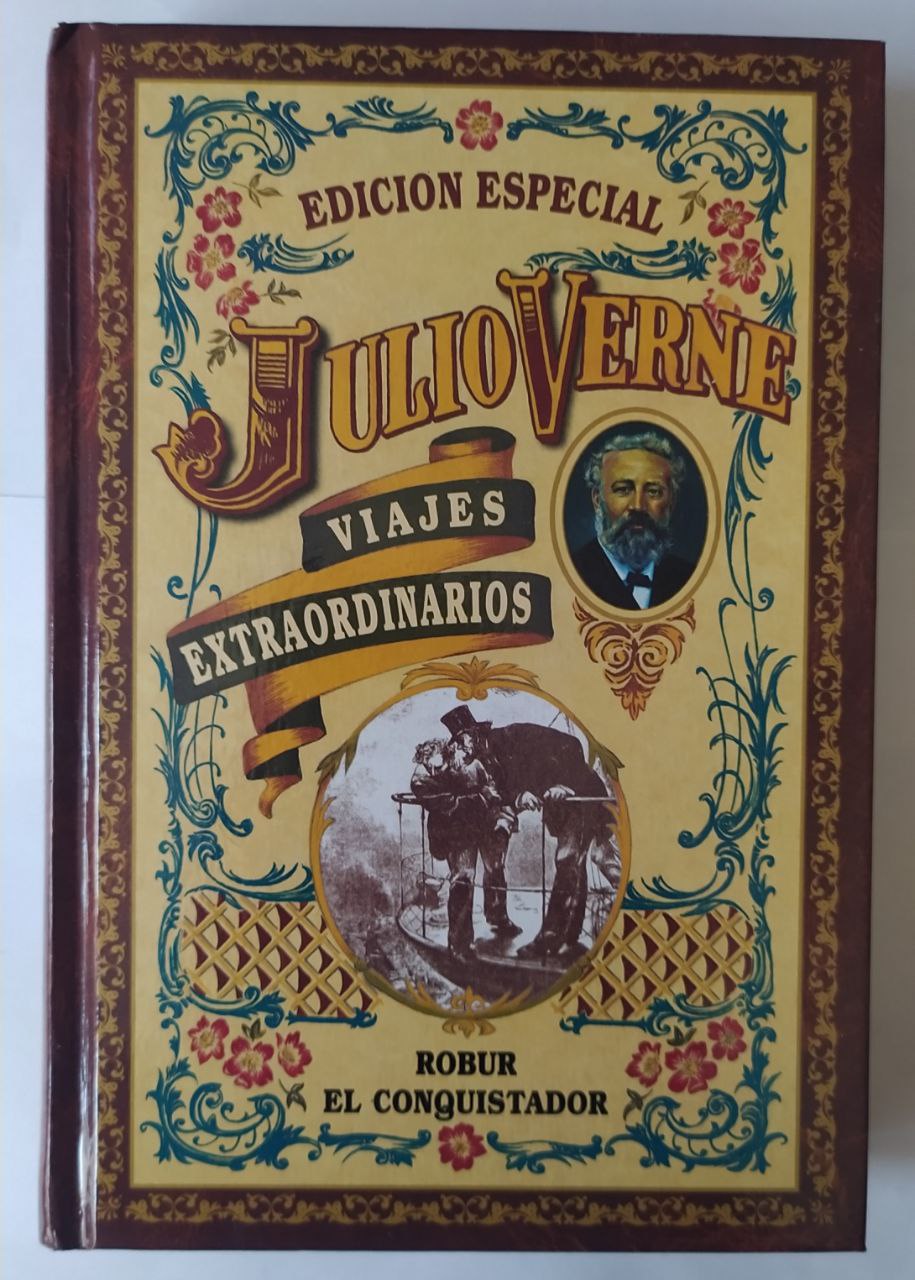 EDICION ESPECIAL
JULIO VERNE
VIAJES
EXTRAORDINARIOS
ROBUR
EL CONQUISTADOR